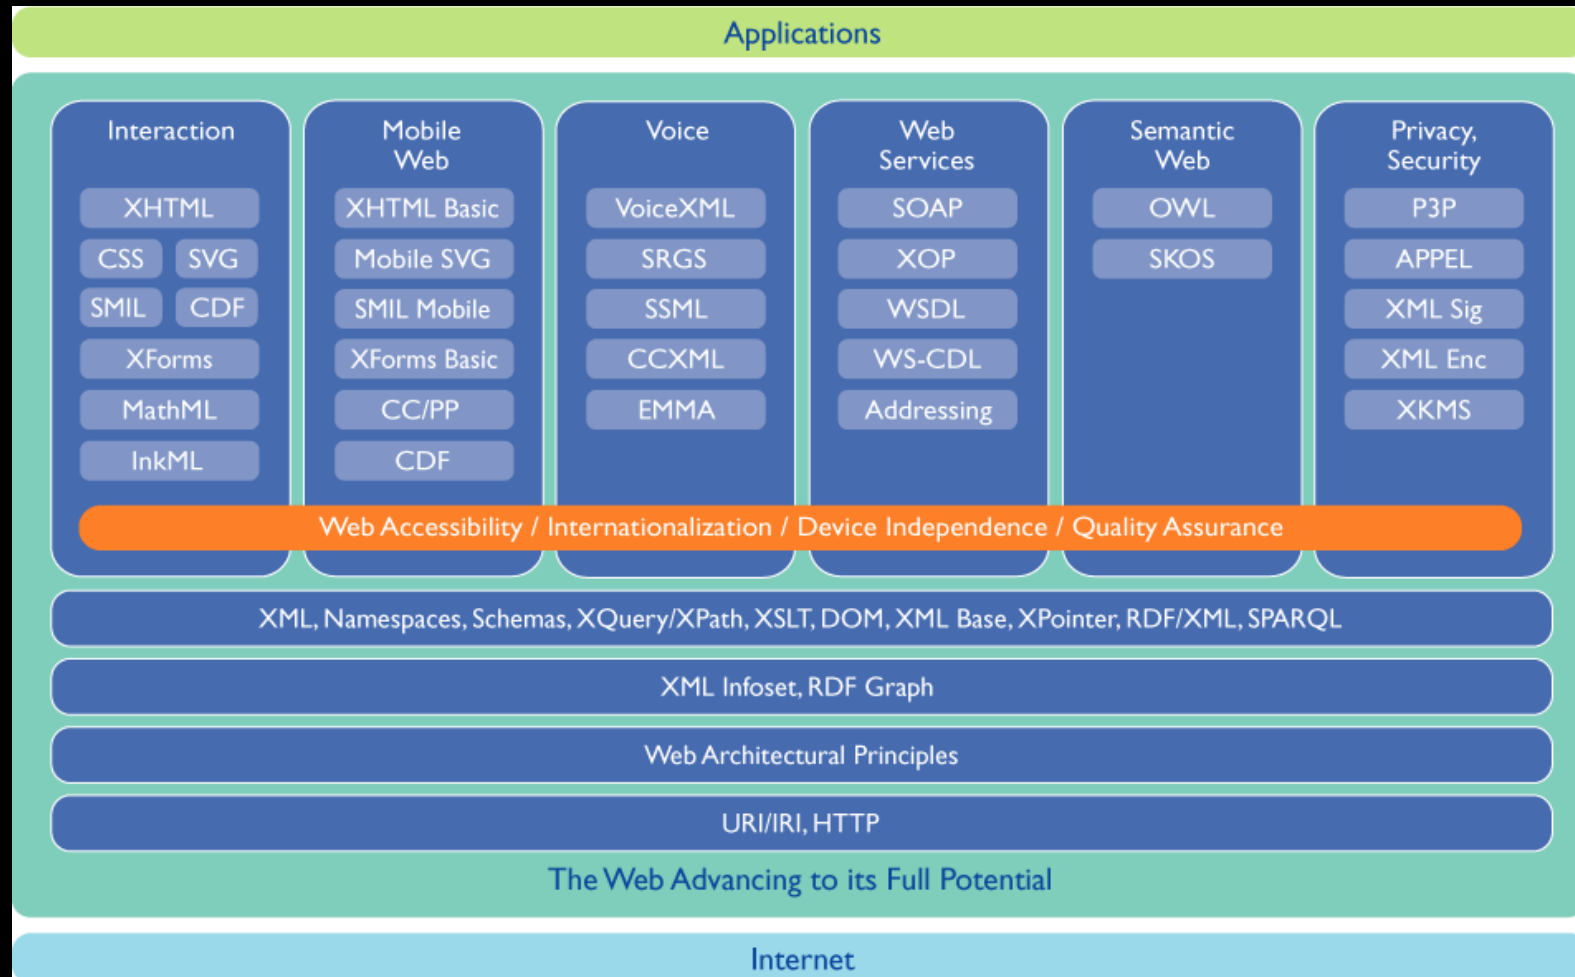 Applications
Interaction
XHTML
CSS
SVG
SMIL
CDF
XForms
MathML
InkML
Mobile
Web
XHTML Basic
Mobile SVG
SMIL Mobile
XForms Basic
CC/PP
CDF
Voice
VoiceXML
SRGS
SSML
CCXML
EMMA
Web
Services
SOAP
XOP
WSDL
WS-CDL
Addressing
Semantic
Web
OWL
SKOS
Privacy,
Security
P3P
APPEL
XML Sig
XML Enc
XKMS
Web Accessibility / Internationalization / Device Independence / Quality Assurance
XML, Namespaces, Schemas, XQuery/XPath, XSLT, DOM, XML Base, XPointer, RDF/XML, SPARQL
XML Infoset, RDF Graph
Web Architectural Principles
URI/IRI, HTTP
The Web Advancing to its Full Potential
Internet